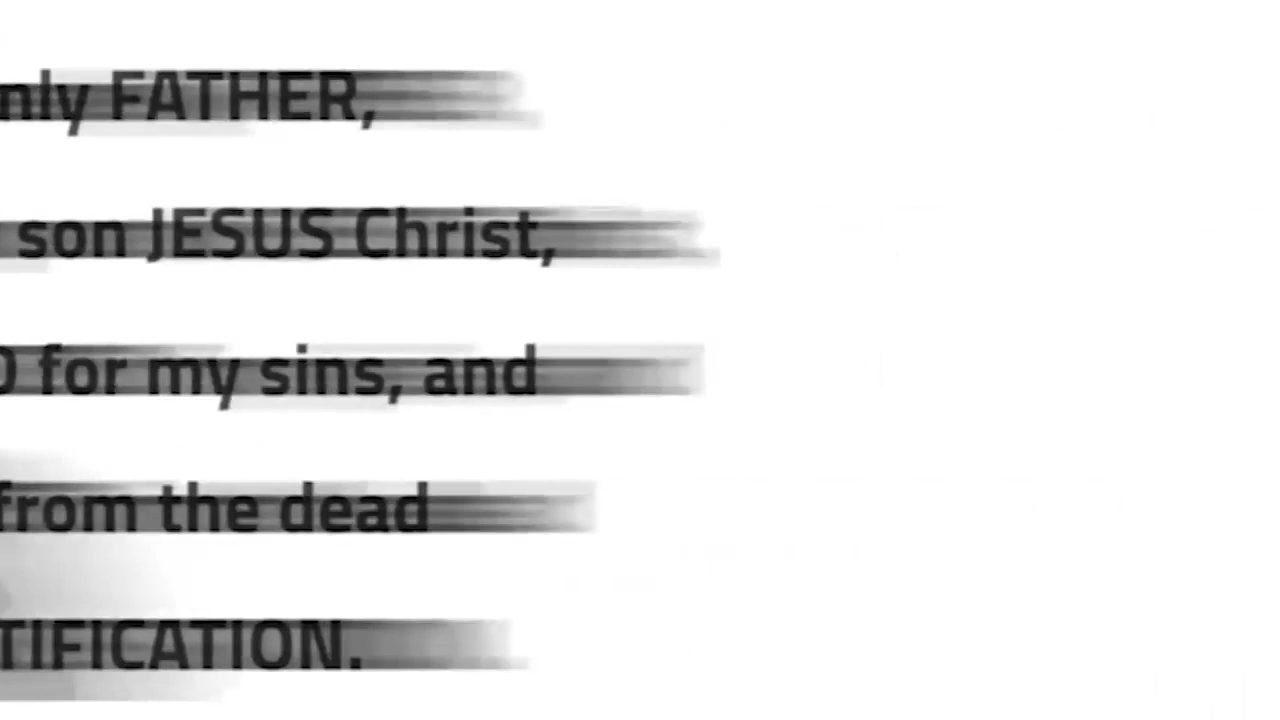 nly FATHER,
son JESUS Christ,
for my sins, and
from the dead
TIFICATION.